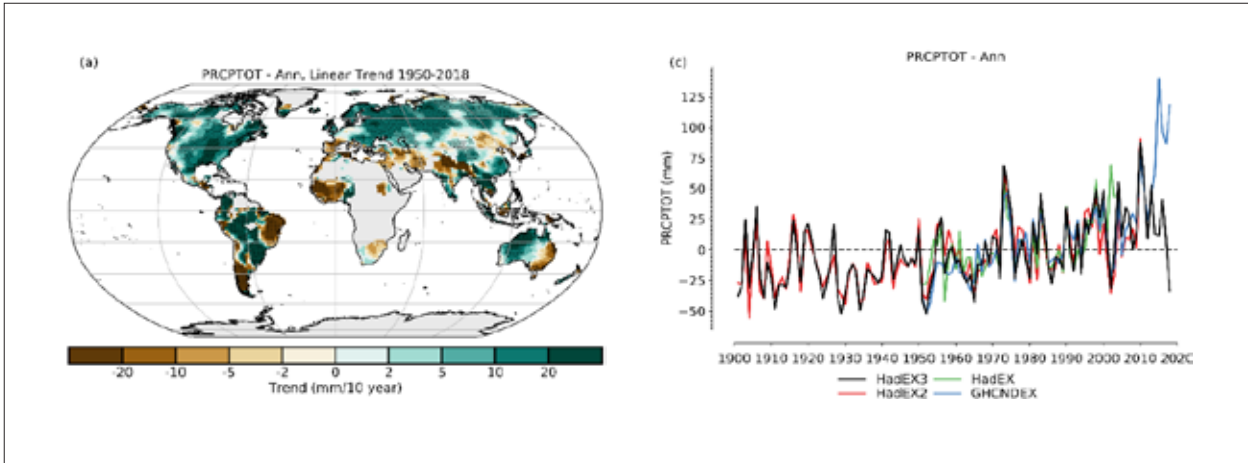 (a)
PRCPTOT - Ann. Linear Trend 1950-2018
-20 -10 -5 -2 0 2 5 10 20
Trend (mm/10 year)
(c)
PRCPTOT - Ann
PRCPTOT (mm)
125
100
75
50
25
0
−25
−50
1900 1910 1920 1930 1940 1950 1960 1970 1980 1990 2000 2010 2020
HadEX3 HadEX
HadEX2 GHCNDEX